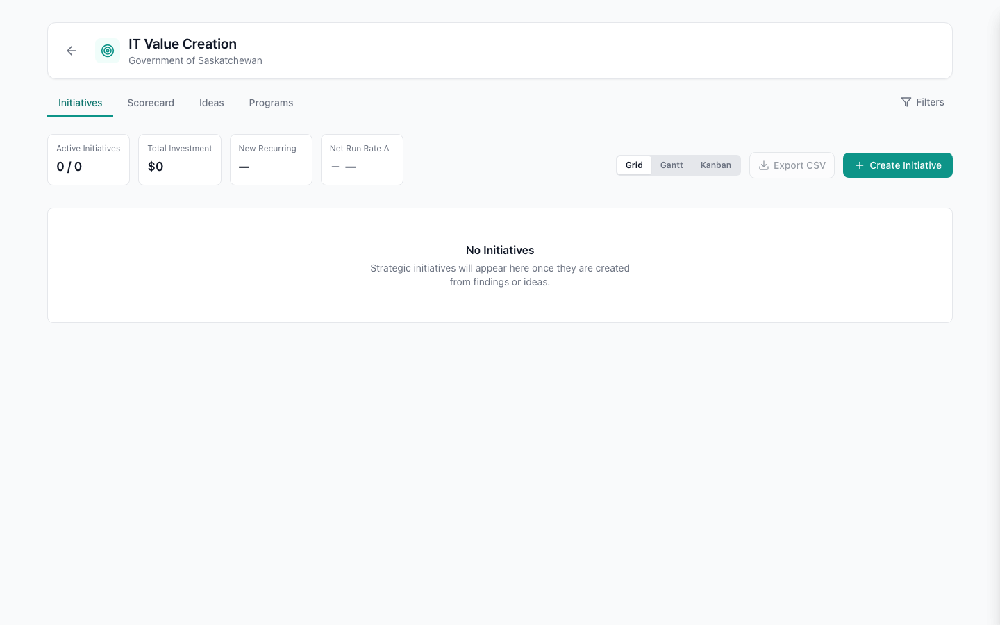 IT Value Creation
Government of Saskatchewan
Initiatives
Scorecard
Ideas
Programs
Filters
Active Initiatives
0 / 0
Total Investment
$0
New Recurring
—
Net Run Rate Δ
— —
Grid
Gantt
Kanban
Export CSV
Create Initiative
No Initiatives
Strategic initiatives will appear here once they are created
from findings or ideas.